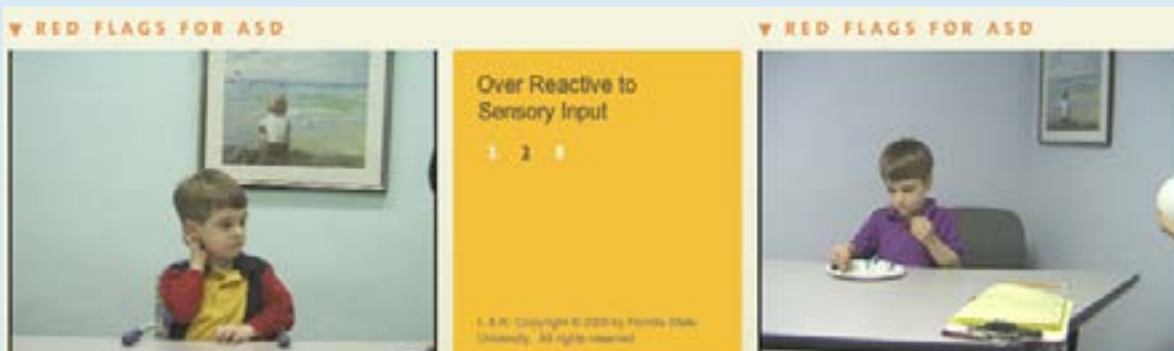 RED FLAGS FOR ASD
Over Reactive to
Sensory Input
1 2 3
L & R: Copyright © by Florida State
University. All rights reserved
RED FLAGS FOR ASD